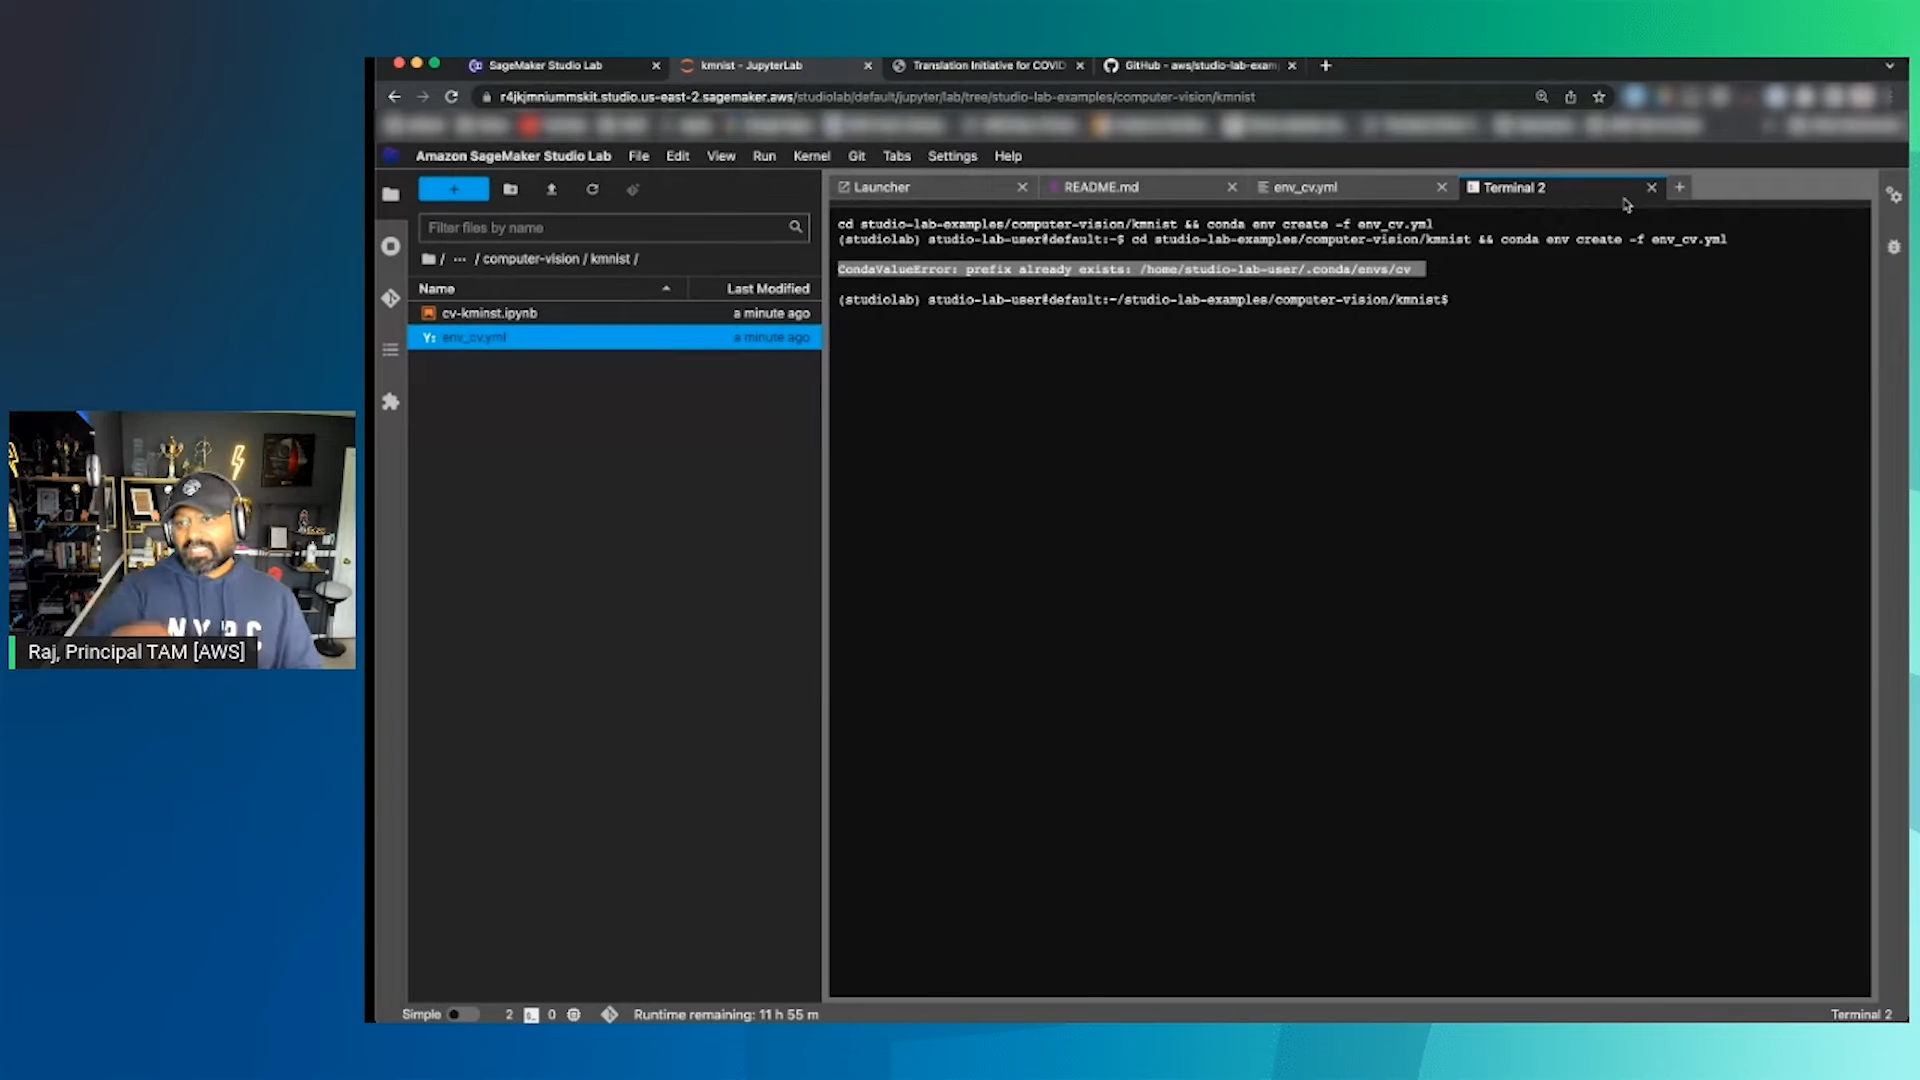 SageMaker Studio Lab
kmnist - JupyterLab
Translation Initiative for COVID
GitHub - aws/studio-lab-exam
r4jkjmniummskit.studio.us-east-2.sagemaker.aws/studiolab/default/jupyter/lab/tree/studio-lab-examples/computer-vision/kmnist
Amazon SageMaker Studio Lab File Edit View Run Kernel Git Tabs Settings Help
Launcher
README.md
env_cv.yml
Terminal 2
Filter files by name
/ ... / computer-vision / kmnist /
Name Last Modified
cv-kminst.ipynb a minute ago
Y: env_cv.yml a minute ago
cd studio-lab-examples/computer-vision/kmnist && conda env create -f env_cv.yml
(studiolab) studio-lab-user@default:~$ cd studio-lab-examples/computer-vision/kmnist && conda env create -f env_cv.yml
CondaValueError: prefix already exists: /home/studio-lab-user/.conda/envs/cv
(studiolab) studio-lab-user@default:~/studio-lab-examples/computer-vision/kmnist$
Raj, Principal TAM [AWS]
Simple 2 0 Runtime remaining: 11 h 55 m Terminal 2